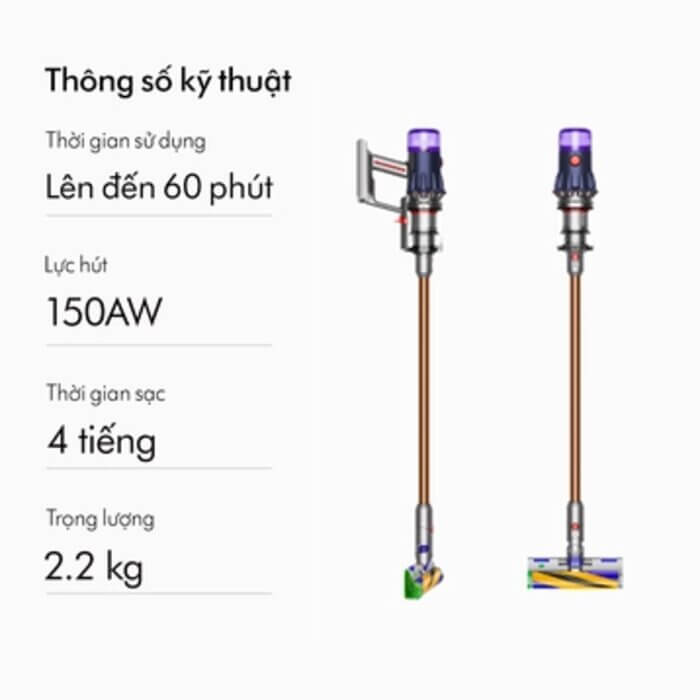 Thông số kỹ thuật
Thời gian sử dụng
Lên đến 60 phút
Lực hút
150AW
Thời gian sạc
4 tiếng
Trọng lượng
2.2 kg